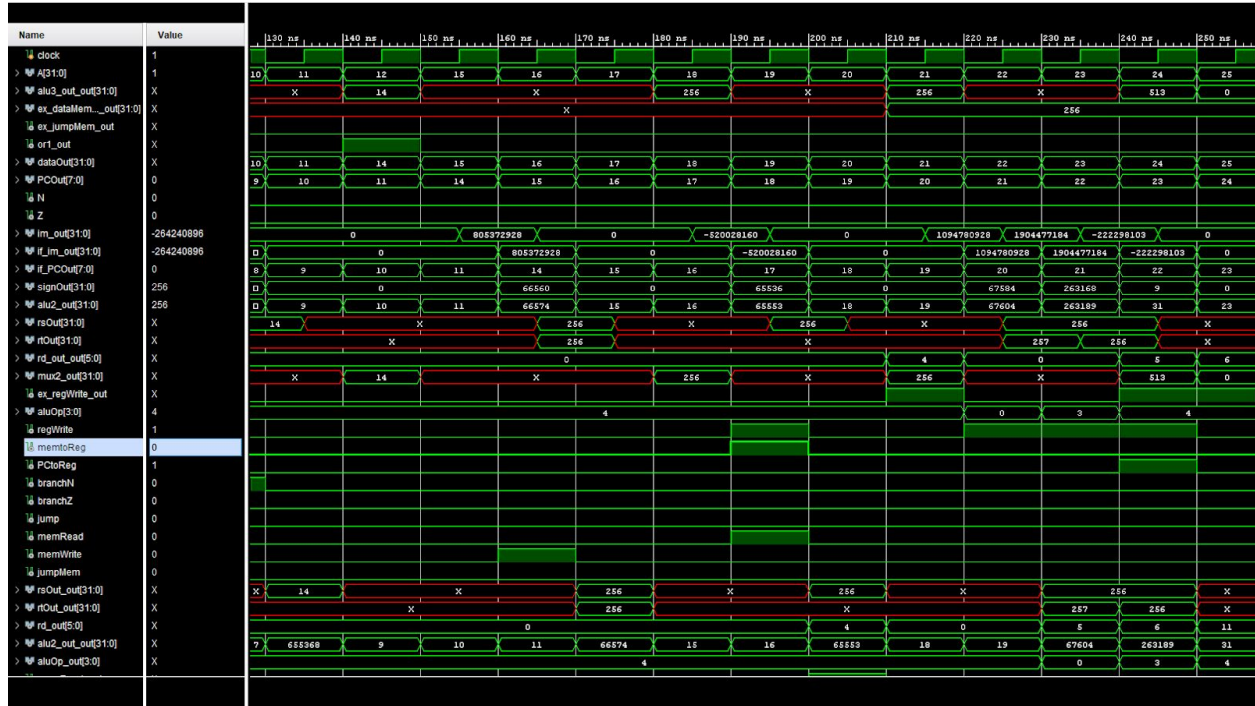 Name Value 130 ns 140 ns 150 ns 160 ns 170 ns 180 ns 190 ns 200 ns 210 ns 220 ns 230 ns 240 ns 250 ns
clock 1
A[31:0] 1 10 11 12 15 16 17 18 19 20 21 22 23 24 25
alu3_out_out[31:0] X X 14 X 256 X 256 X 513 0
ex_dataMem..._out[31:0] X X 256
ex_jumpMem_out X
or1_out X
dataOut[31:0] X 10 11 14 15 16 17 18 19 20 21 22 23 24 25
PCOut[7:0] 0 9 10 11 14 15 16 17 18 19 20 21 22 23 24
N 0
Z 0
im_out[31:0] -264240896 0 805372928 0 -520028160 0 1094780928 1904477184 -222298103 0
if_im_out[31:0] -264240896 0 805372928 0 -520028160 0 1094780928 1904477184 -222298103 0
if_PCOut[7:0] 0 8 9 10 11 14 15 16 17 18 19 20 21 22 23
signOut[31:0] 256 0 66560 0 65536 0 67584 263168 9 0
alu2_out[31:0] 256 9 10 11 66574 15 16 65553 18 19 67604 263189 31 23
rsOut[31:0] X 14 X 256 X 256 X 256 X
rtOut[31:0] X X 256 X 257 256 X
rd_out_out[5:0] X 0 4 0 5 6
mux2_out[31:0] X X 14 X 256 X 256 X 513 0
ex_regWrite_out X
aluOp[3:0] 4 4 0 3 4
regWrite 1
memtoReg 0
PCtoReg 1
branchN 0
branchZ 0
jump 0
memRead 0
memWrite 0
jumpMem 0
rsOut_out[31:0] X X 14 X 256 X 256 X 256 X
rtOut_out[31:0] X X 256 X 257 256 X
rd_out[5:0] X 0 4 0 5 6 11
alu2_out_out[31:0] X 7 655368 9 10 11 66574 15 16 65553 18 19 67604 263189 31
aluOp_out[3:0] X 4 0 3 4